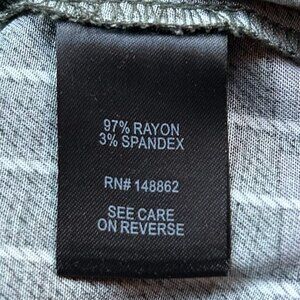 97% RAYON
3% SPANDEX
RN# 148862
SEE CARE
ON REVERSE